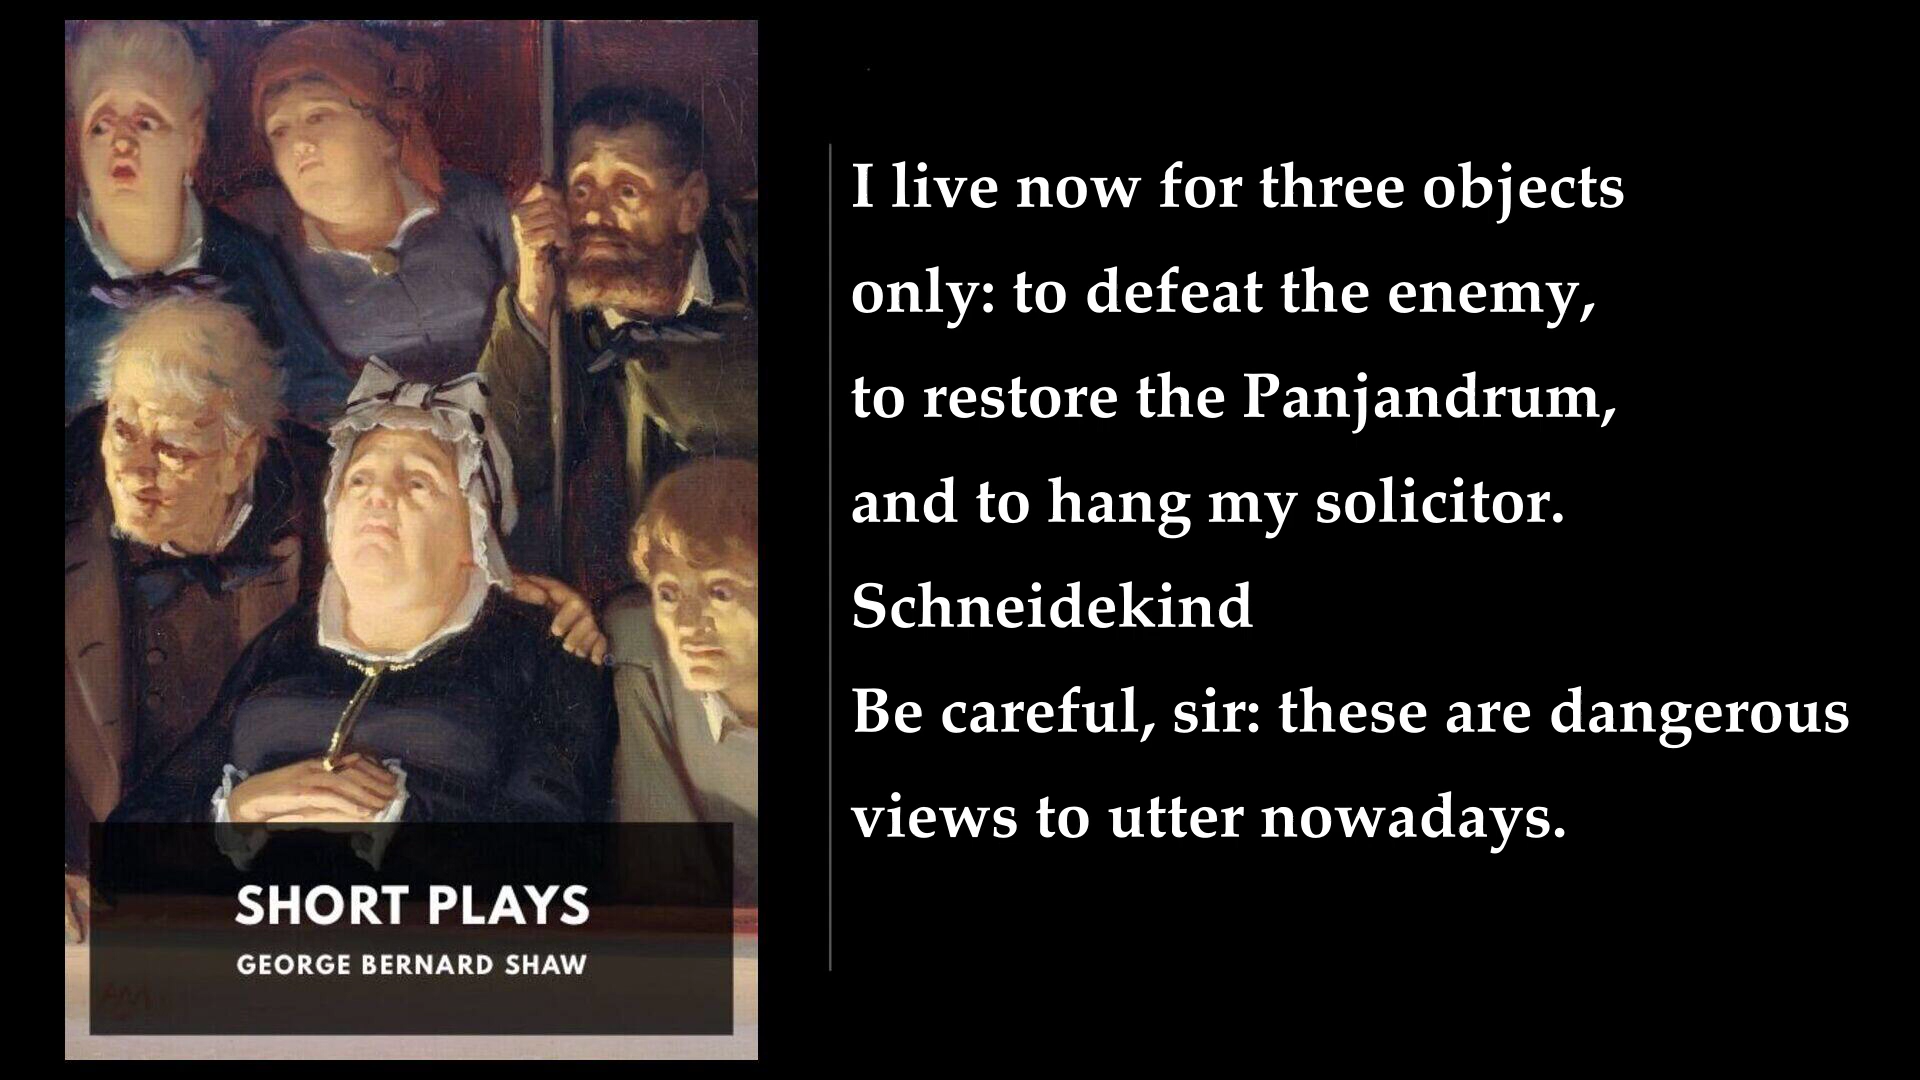 SHORT PLAYS
GEORGE BERNARD SHAW
I live now for three objects
only: to defeat the enemy,
to restore the Panjandrum,
and to hang my solicitor.
Schneidekind
Be careful, sir: these are dangerous
views to utter nowadays.